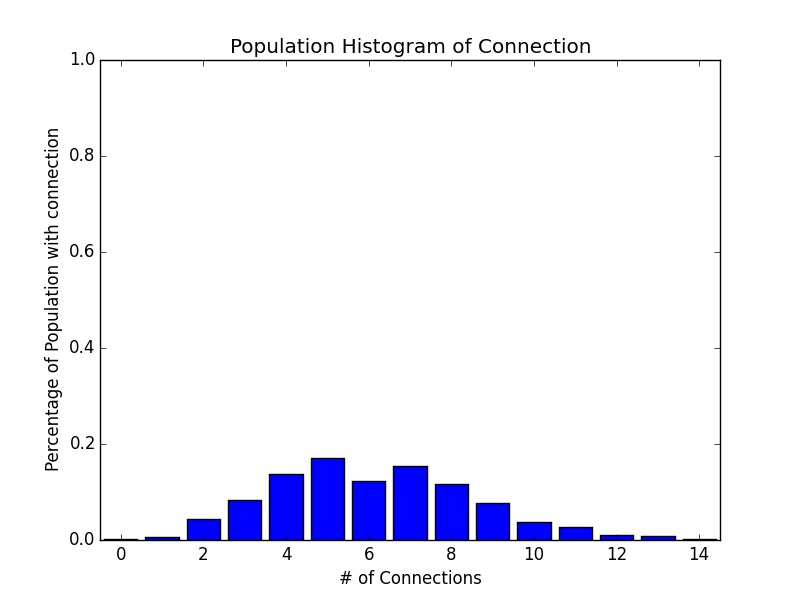 Population Histogram of Connection
1.0
0.8
0.6
0.4
0.2
0.0
Percentage of Population with connection
0 2 4 6 8 10 12 14
# of Connections